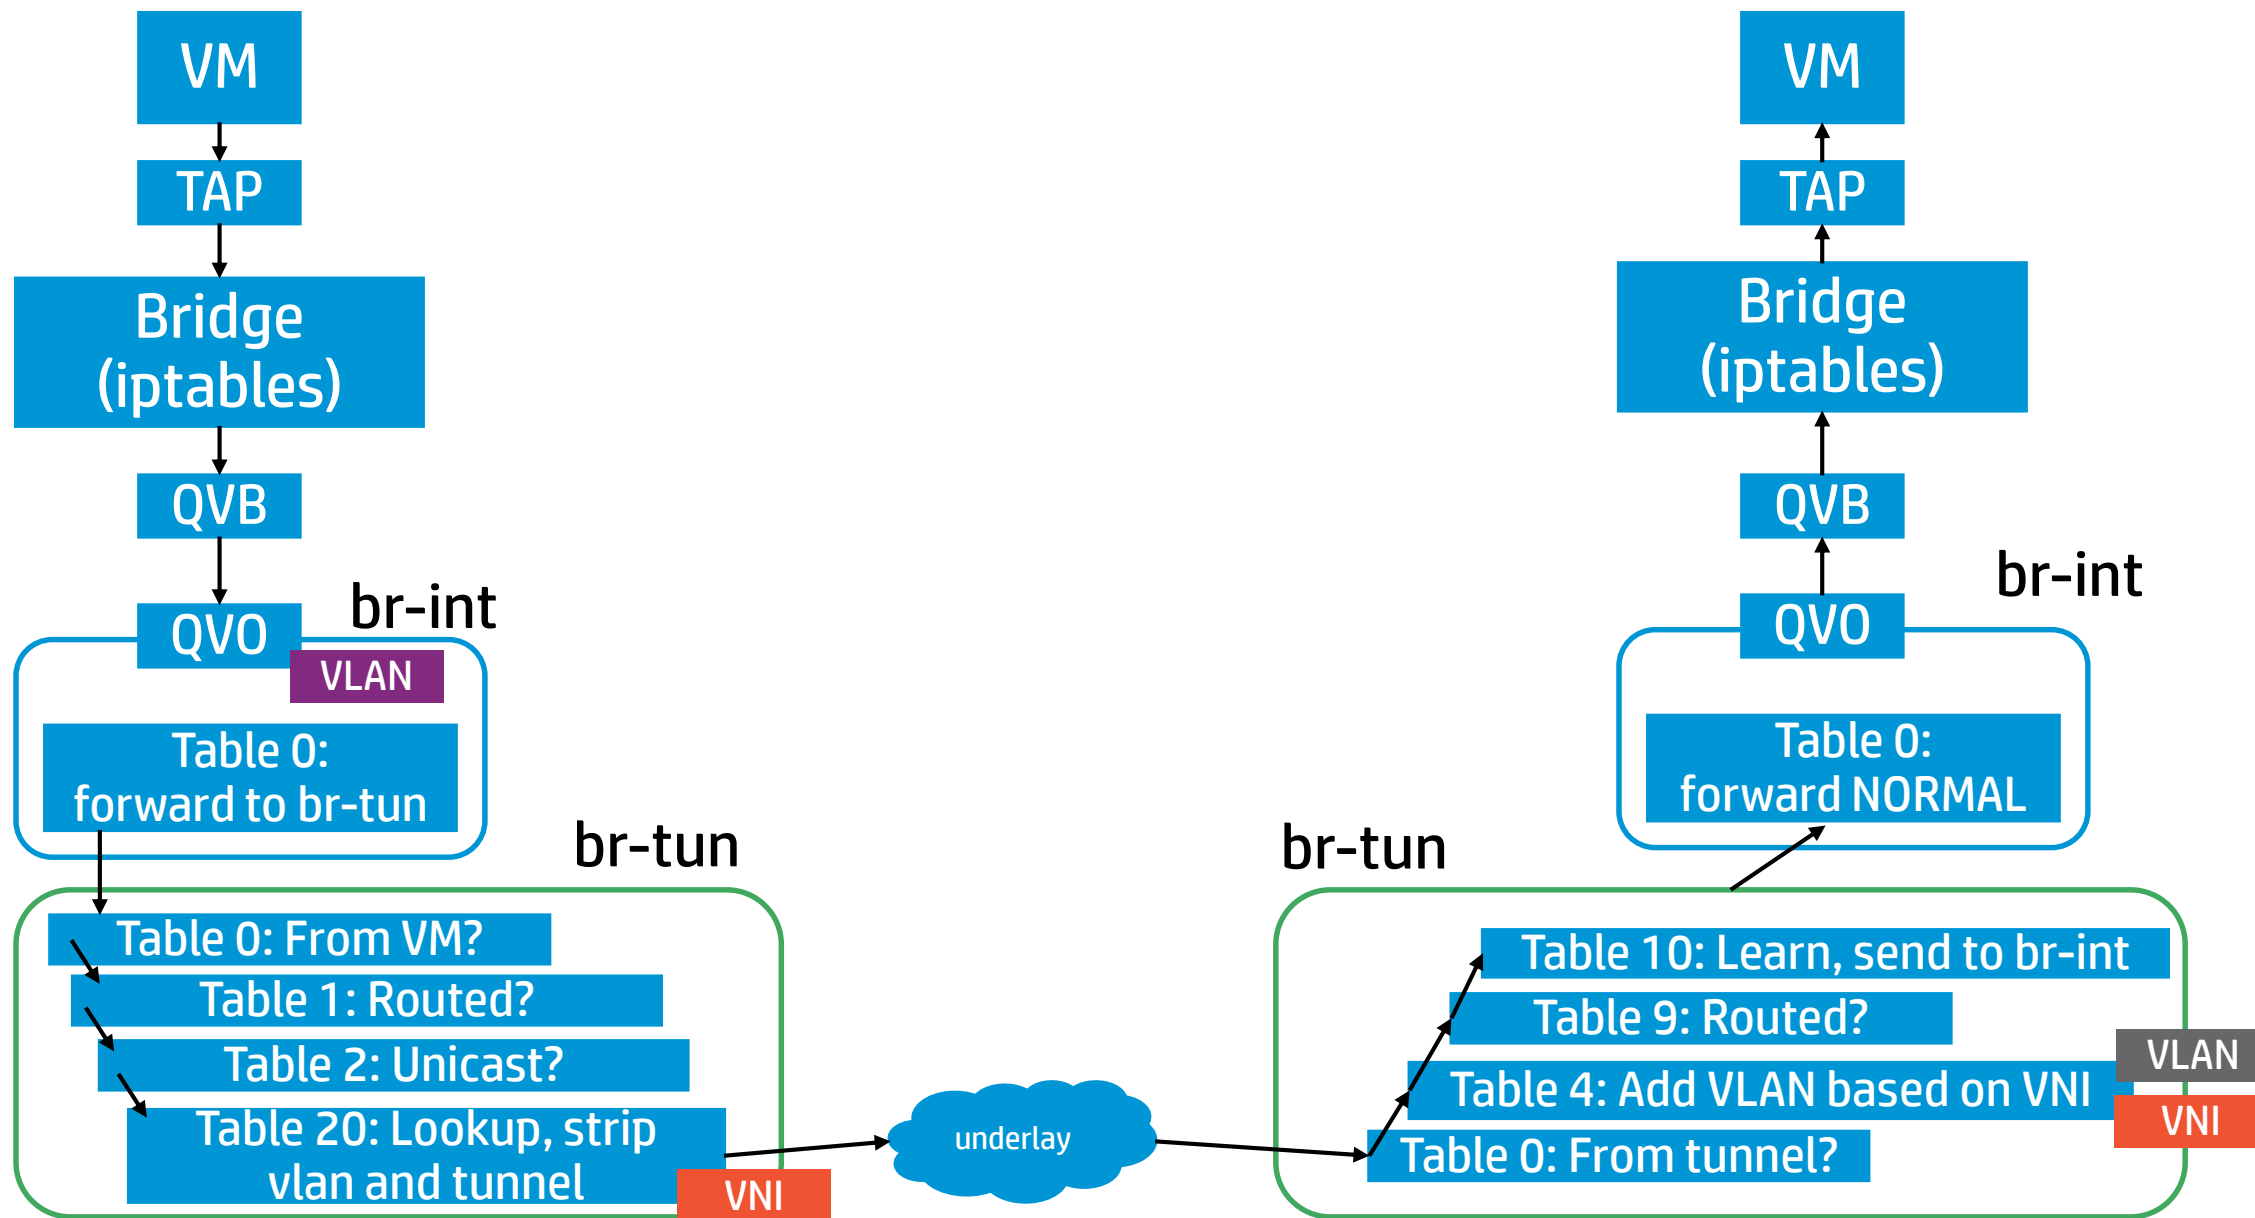 VM
TAP
Bridge
(iptables)
QVB
QVO
br-int
VLAN
Table 0:
forward to br-tun
br-tun
Table 0: From VM?
Table 1: Routed?
Table 2: Unicast?
Table 20: Lookup, strip
vlan and tunnel
VNI
underlay
VM
TAP
Bridge
(iptables)
QVB
br-int
QVO
Table 0:
forward NORMAL
br-tun
Table 10: Learn, send to br-int
Table 9: Routed?
VLAN
Table 4: Add VLAN based on VNI
VNI
Table 0: From tunnel?